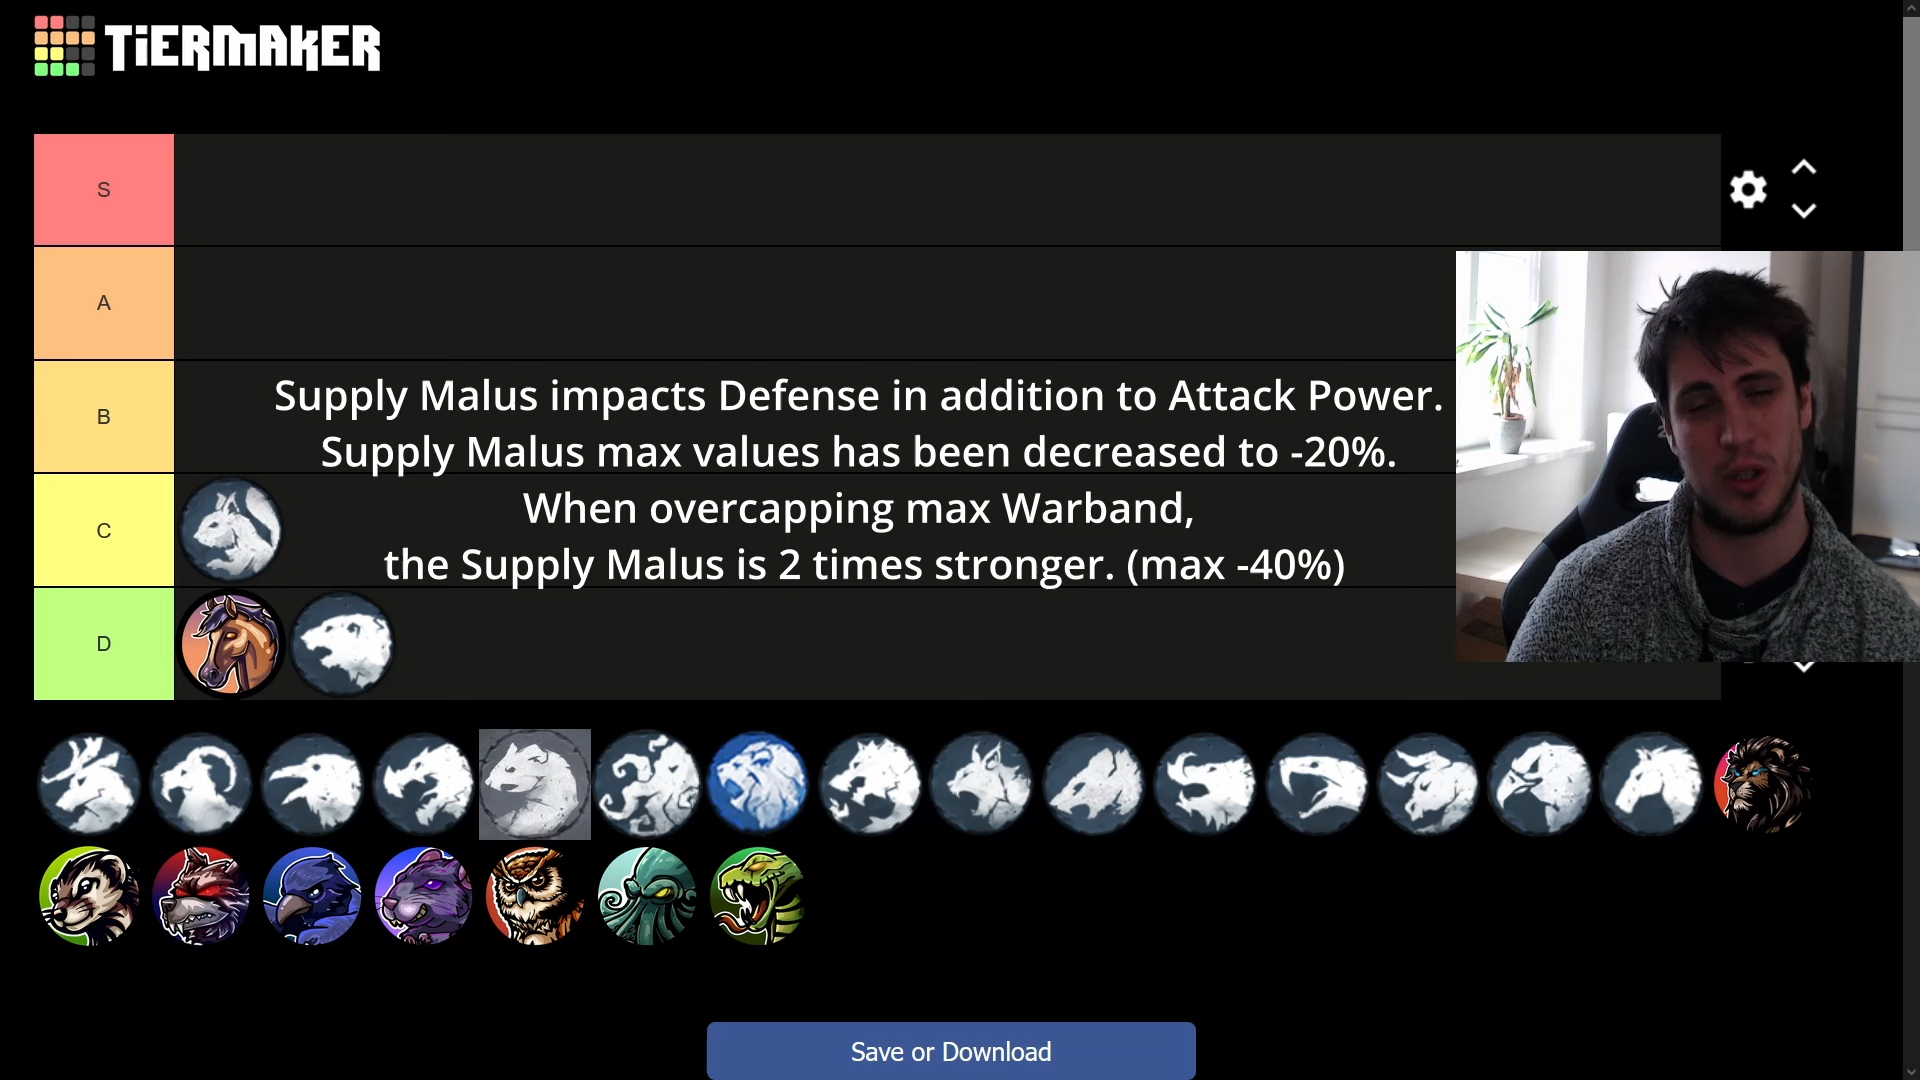 TiERMAKER
S
A
B
Supply Malus impacts Defense in addition to Attack Power.
Supply Malus max values has been decreased to -20%.
C
When overcapping max Warband,
the Supply Malus is 2 times stronger. (max -40%)
D
Save or Download